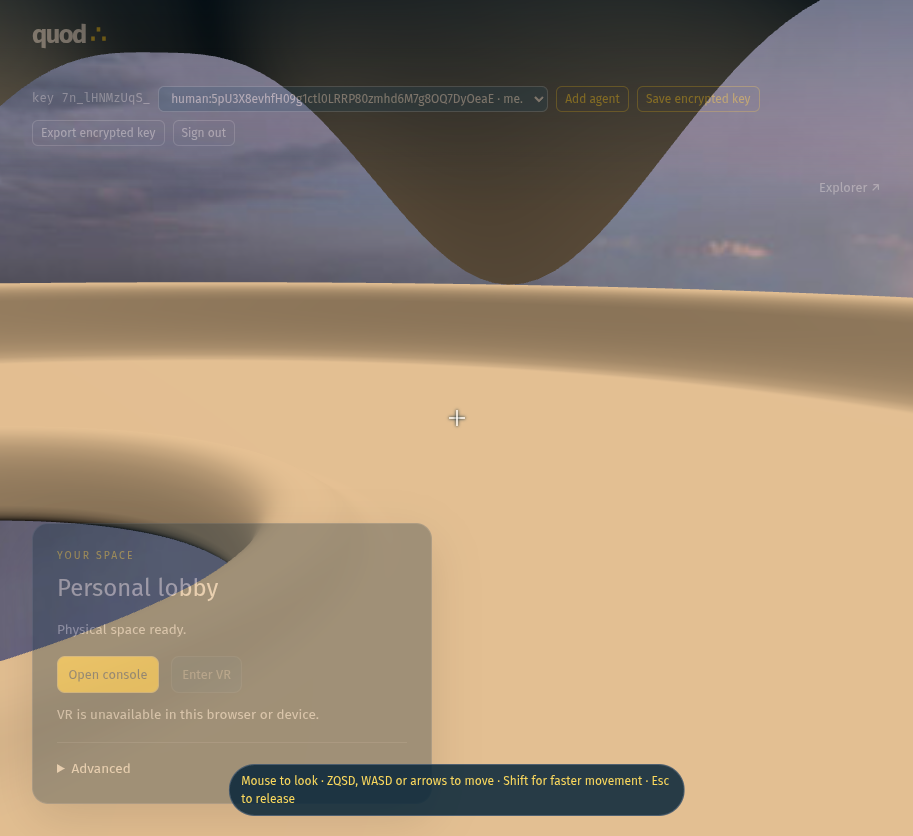 quod
key 7n_lHNMzUqS_ human:5pU3X8evhfH09g1ctl0LRRP80zmhd6M7g8OQ7DyOeaE · me. Add agent Save encrypted key
Export encrypted key Sign out
Explorer ↗
YOUR SPACE
Personal lobby
Physical space ready.
Open console Enter VR
VR is unavailable in this browser or device.
Advanced
Mouse to look · ZQSD, WASD or arrows to move · Shift for faster movement · Esc
to release